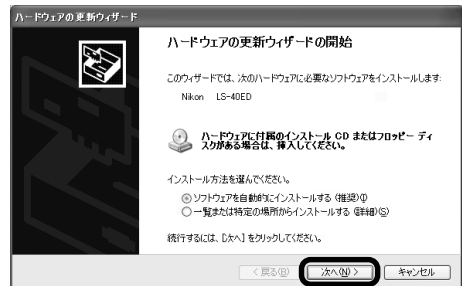 ハードウェアの更新ウィザード
ハードウェアの更新ウィザードの開始
このウィザードでは、次のハードウェアに必要なソフトウェアをインストールします:
Nikon LS-40ED
ハードウェアに付属のインストール CD またはフロッピー ディ
スクがある場合は、挿入してください。
インストール方法を選んでください。
ソフトウェアを自動的にインストールする (推奨)(I)
一覧または特定の場所からインストールする (詳細)(S)
続行するには、[次へ] をクリックしてください。
< 戻る(B) 次へ(N) > キャンセル